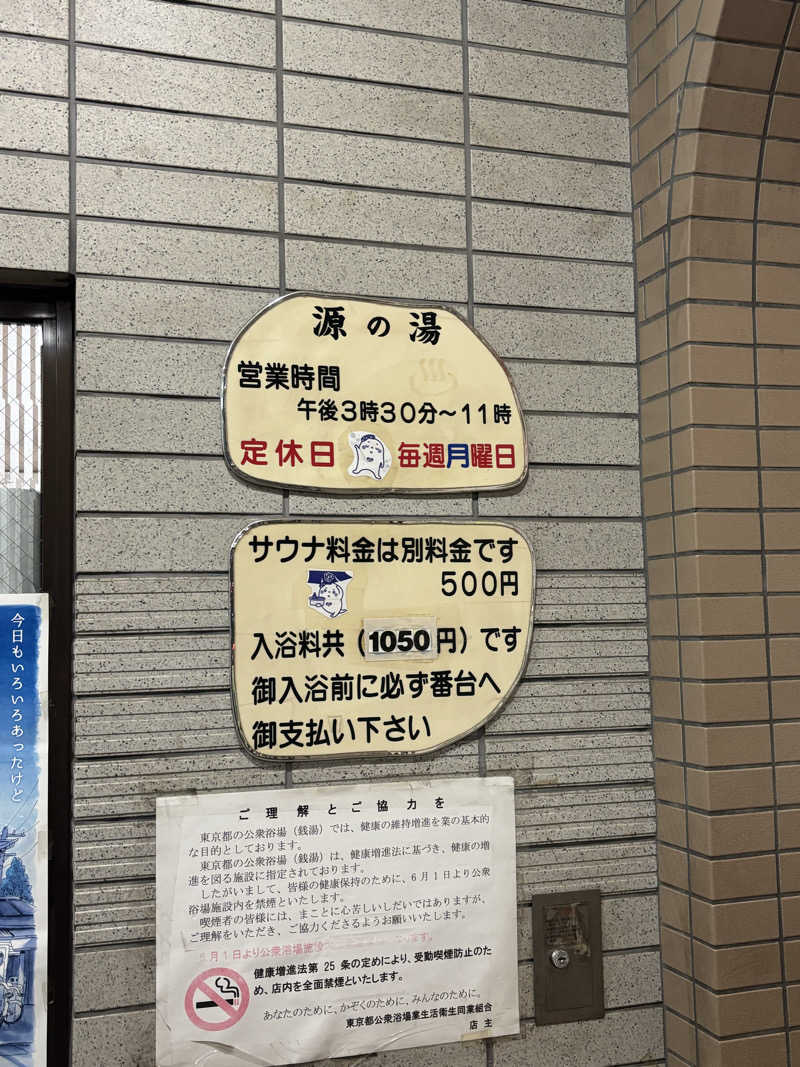 源の湯
営業時間
午後3時30分～11時
定休日 毎週月曜日
サウナ料金は別料金です
500円
入浴料共（1050円）です
御入浴前に必ず番台へ
御支払い下さい
今日もいろいろあったけど
ご理解とご協力を
東京都の公衆浴場（銭湯）では、健康の維持増進を業の基本的
な目的としております。
東京都の公衆浴場（銭湯）は、健康増進法に基づき、健康の増
進を図る施設に指定されております。
したがいまして、皆様の健康保持のために、6月1日より公衆
浴場施設内を禁煙といたします。
喫煙者の皆様には、まことに心苦しいしだいではありますが、
ご理解をいただき、ご協力くださるようお願いいたします。
月1日より公衆浴場施設
健康増進法第 25 条の定めにより、受動喫煙防止のた
め、店内を全面禁煙といたします。
あなたのために、かぞくのために、みんなのために。
東京都公衆浴場業生活衛生同業組合
店 主